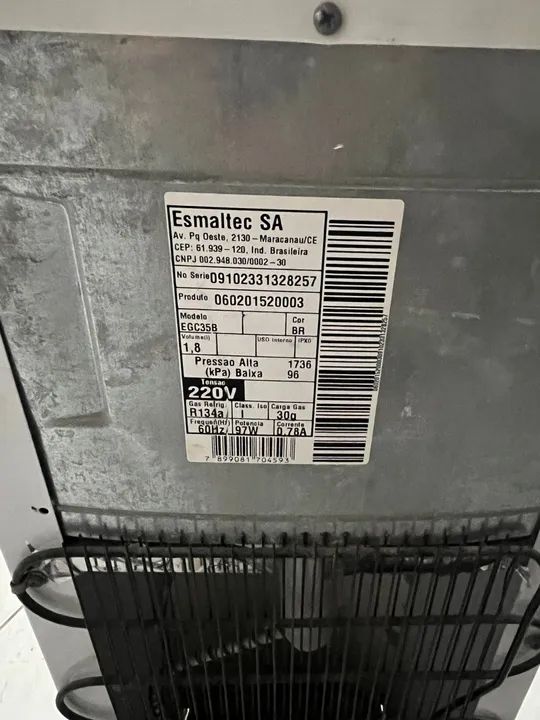 Esmaltec SA
Av. Pq Oeste, 2130 - Maracanau/CE
CEP: 61.939 - 120, Ind. Brasileira
CNPJ 002.948.030/0002 - 30
No Serie 09102331328257
Produto 060201520003
Modelo Cor
EGC35B BR
Volume(l) USO Interno IPX0
1,8
Pressao Alta 1736
(kPa) Baixa 96
Tensao
220V
Gas Refrig. Class. Iso Carga Gas
R134a I 30g
Frequen(Hz) Potencia Corrente
60Hz 97W 0.78A
7 899081 704593